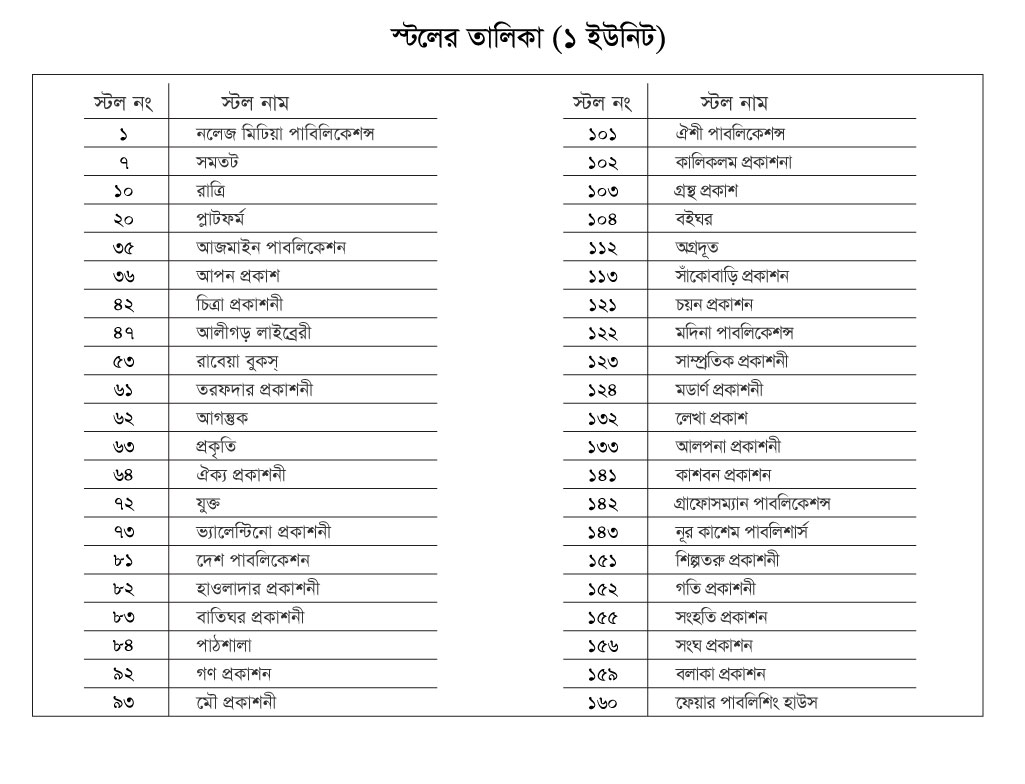 স্টলের তালিকা (১ ইউনিট)
স্টল নং স্টল নাম
১ নলেজ মিঢিয়া পাবিলিকেশন্স
৭ সমতট
১০ রাত্রি
২০ প্লাটফর্ম
৩৫ আজমাইন পাবলিকেশন
৩৬ আপন প্রকাশ
৪২ চিত্রা প্রকাশনী
৪৭ আলীগড় লাইব্রেরী
৫৩ রাবেয়া বুকস্
৬১ তরফদার প্রকাশনী
৬২ আগন্তুক
৬৩ প্রকৃতি
৬৪ ঐক্য প্রকাশনী
৭২ যুক্ত
৭৩ ভ্যালেন্টিনো প্রকাশনী
৮১ দেশ পাবলিকেশন
৮২ হাওলাদার প্রকাশনী
৮৩ বাতিঘর প্রকাশনী
৮৪ পাঠশালা
৯২ গণ প্রকাশন
৯৩ মৌ প্রকাশনী
স্টল নং স্টল নাম
১০১ ঐশী পাবলিকেশন্স
১০২ কালিকলম প্রকাশনা
১০৩ গ্রন্থ প্রকাশ
১০৪ বইঘর
১১২ অগ্রদূত
১১৩ সাঁকোবাড়ি প্রকাশন
১২১ চয়ন প্রকাশন
১২২ মদিনা পাবলিকেশন্স
১২৩ সাম্প্রতিক প্রকাশনী
১২৪ মডার্ণ প্রকাশনী
১৩২ লেখা প্রকাশ
১৩৩ আলপনা প্রকাশনী
১৪১ কাশবন প্রকাশন
১৪২ গ্রাফোসম্যান পাবলিকেশন্স
১৪৩ নূর কাশেম পাবলিশার্স
১৫১ শিল্পতরু প্রকাশনী
১৫২ গতি প্রকাশনী
১৫৫ সংহতি প্রকাশন
১৫৬ সংঘ প্রকাশন
১৫৯ বলাকা প্রকাশন
১৬০ ফেয়ার পাবলিশিং হাউস